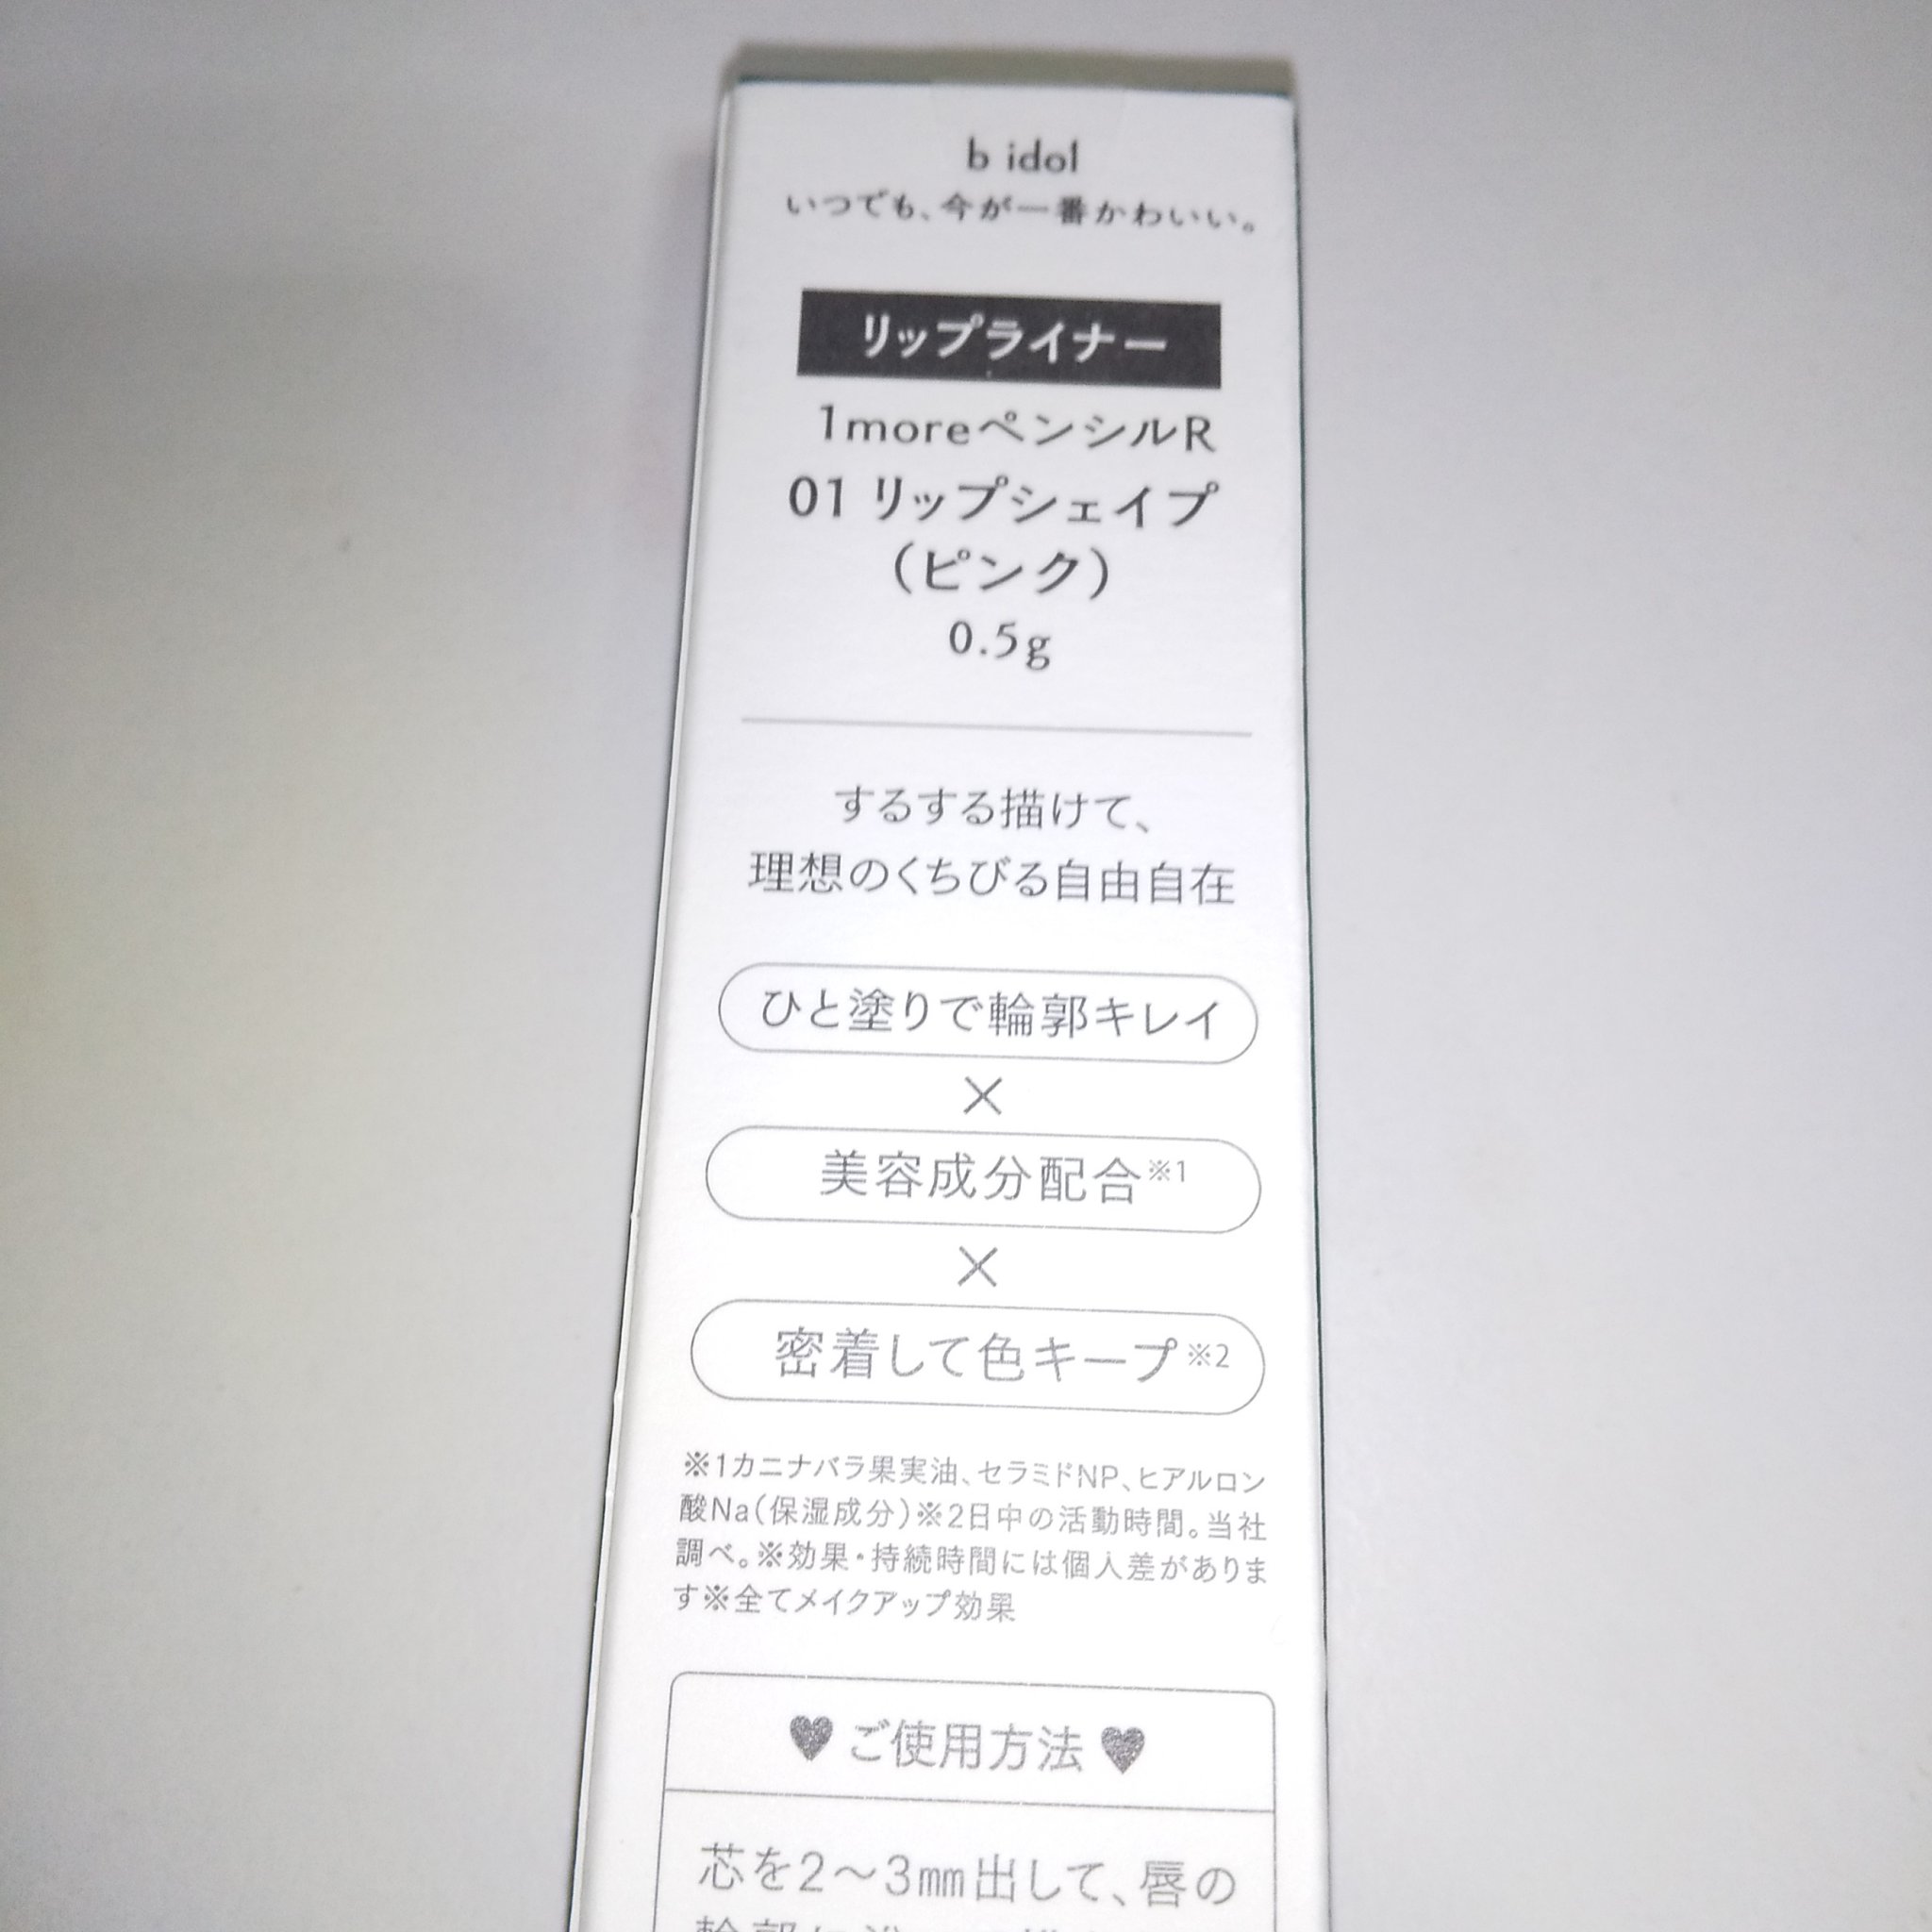 b idol
いつでも、今が一番かわいい。
リップライナー
1moreペンシルR
01 リップシェイプ
(ピンク)
0.5g
するする描けて、
理想のくちびる自由自在
ひと塗りで輪郭キレイ
×
美容成分配合※1
×
密着して色キープ※2
※1カニナバラ果実油、セラミドNP、ヒアルロン
酸Na(保湿成分)※2日中の活動時間。当社
調べ。※効果・持続時間には個人差がありま
す※全てメイクアップ効果
♥ ご使用方法 ♥
芯を2〜3㎜出して、唇の